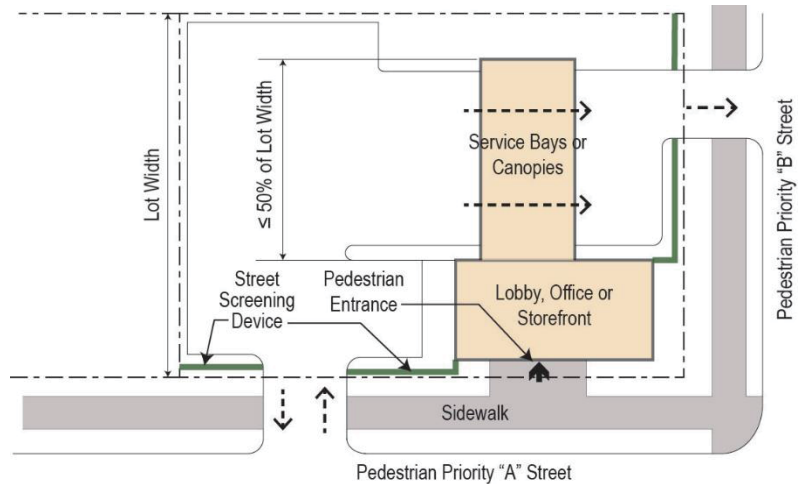 Lot Width
≤ 50% of Lot Width
Service Bays or
Canopies
Pedestrian Priority “B” Street
Street
Screening
Device
Pedestrian
Entrance
Lobby, Office or
Storefront
Sidewalk
Pedestrian Priority “A” Street